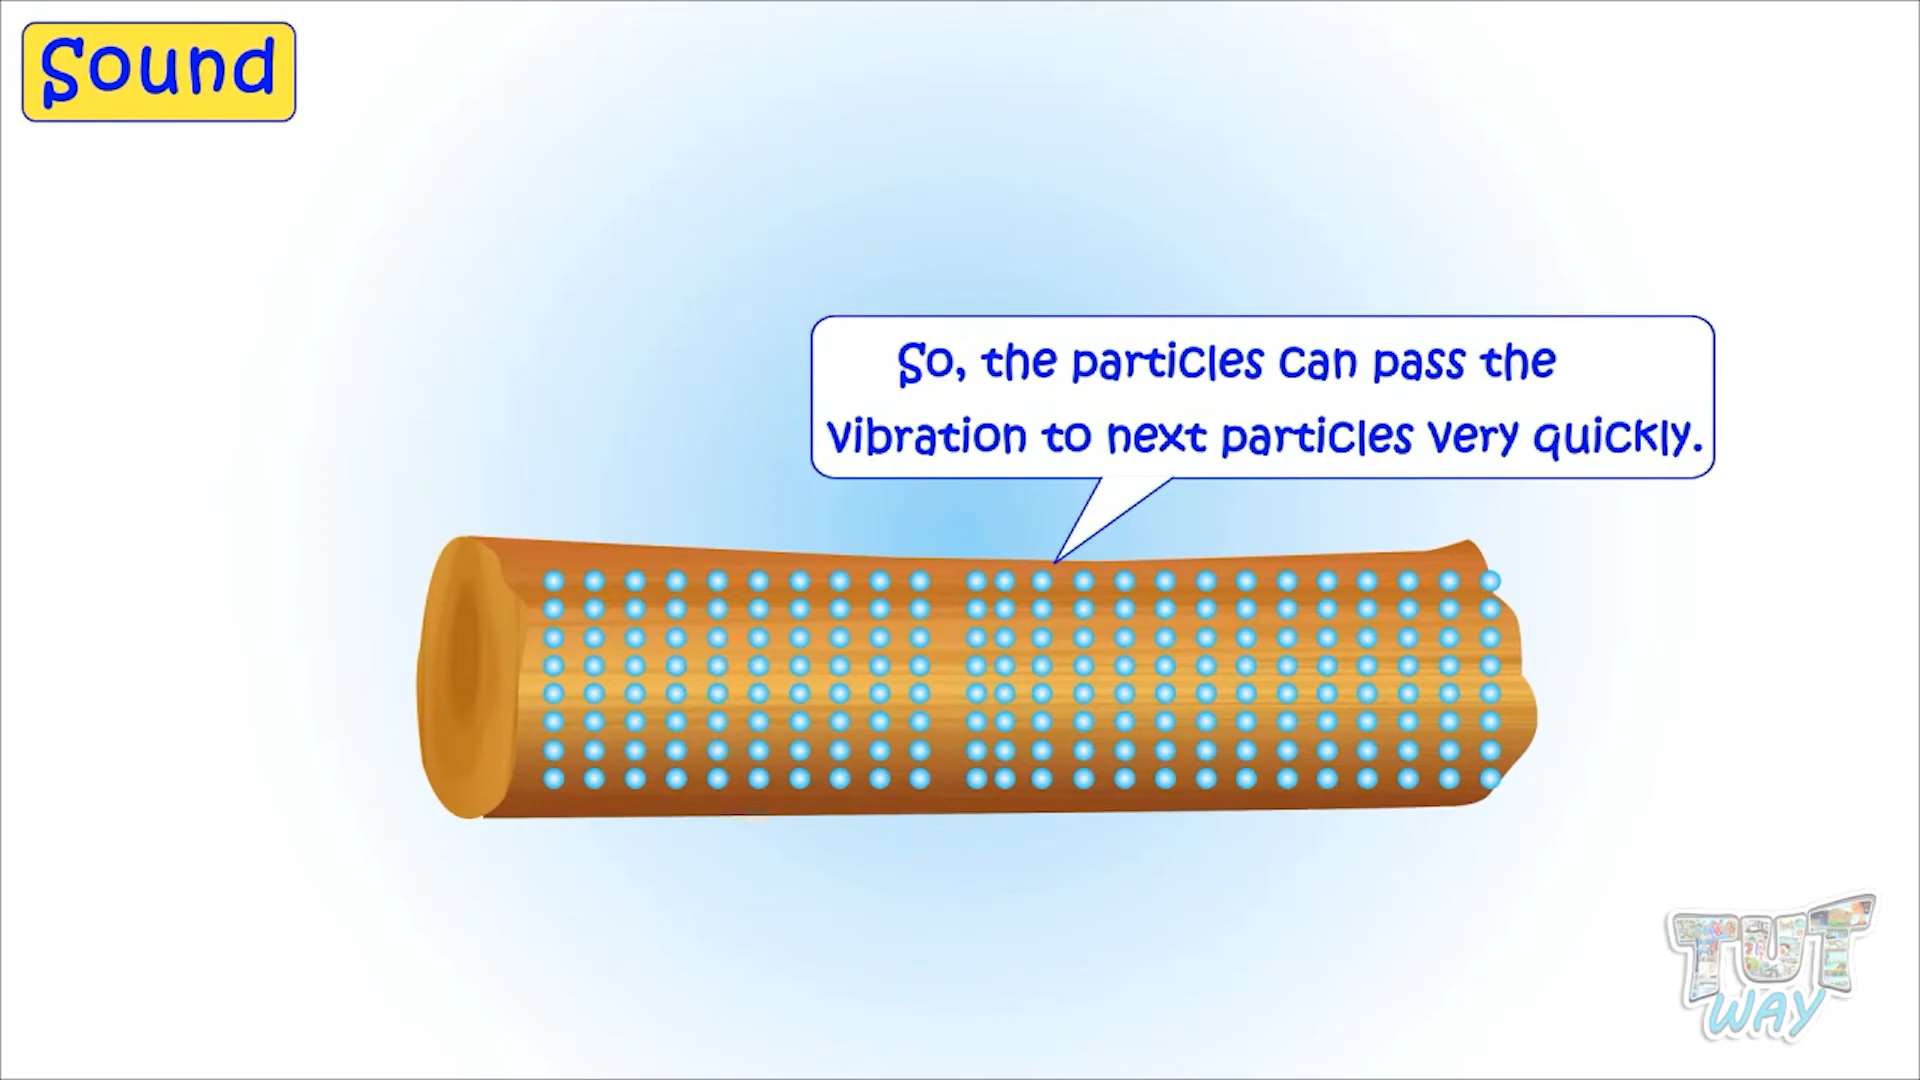 Sound
So, the particles can pass the
vibration to next particles very quickly.
TUT
WAY